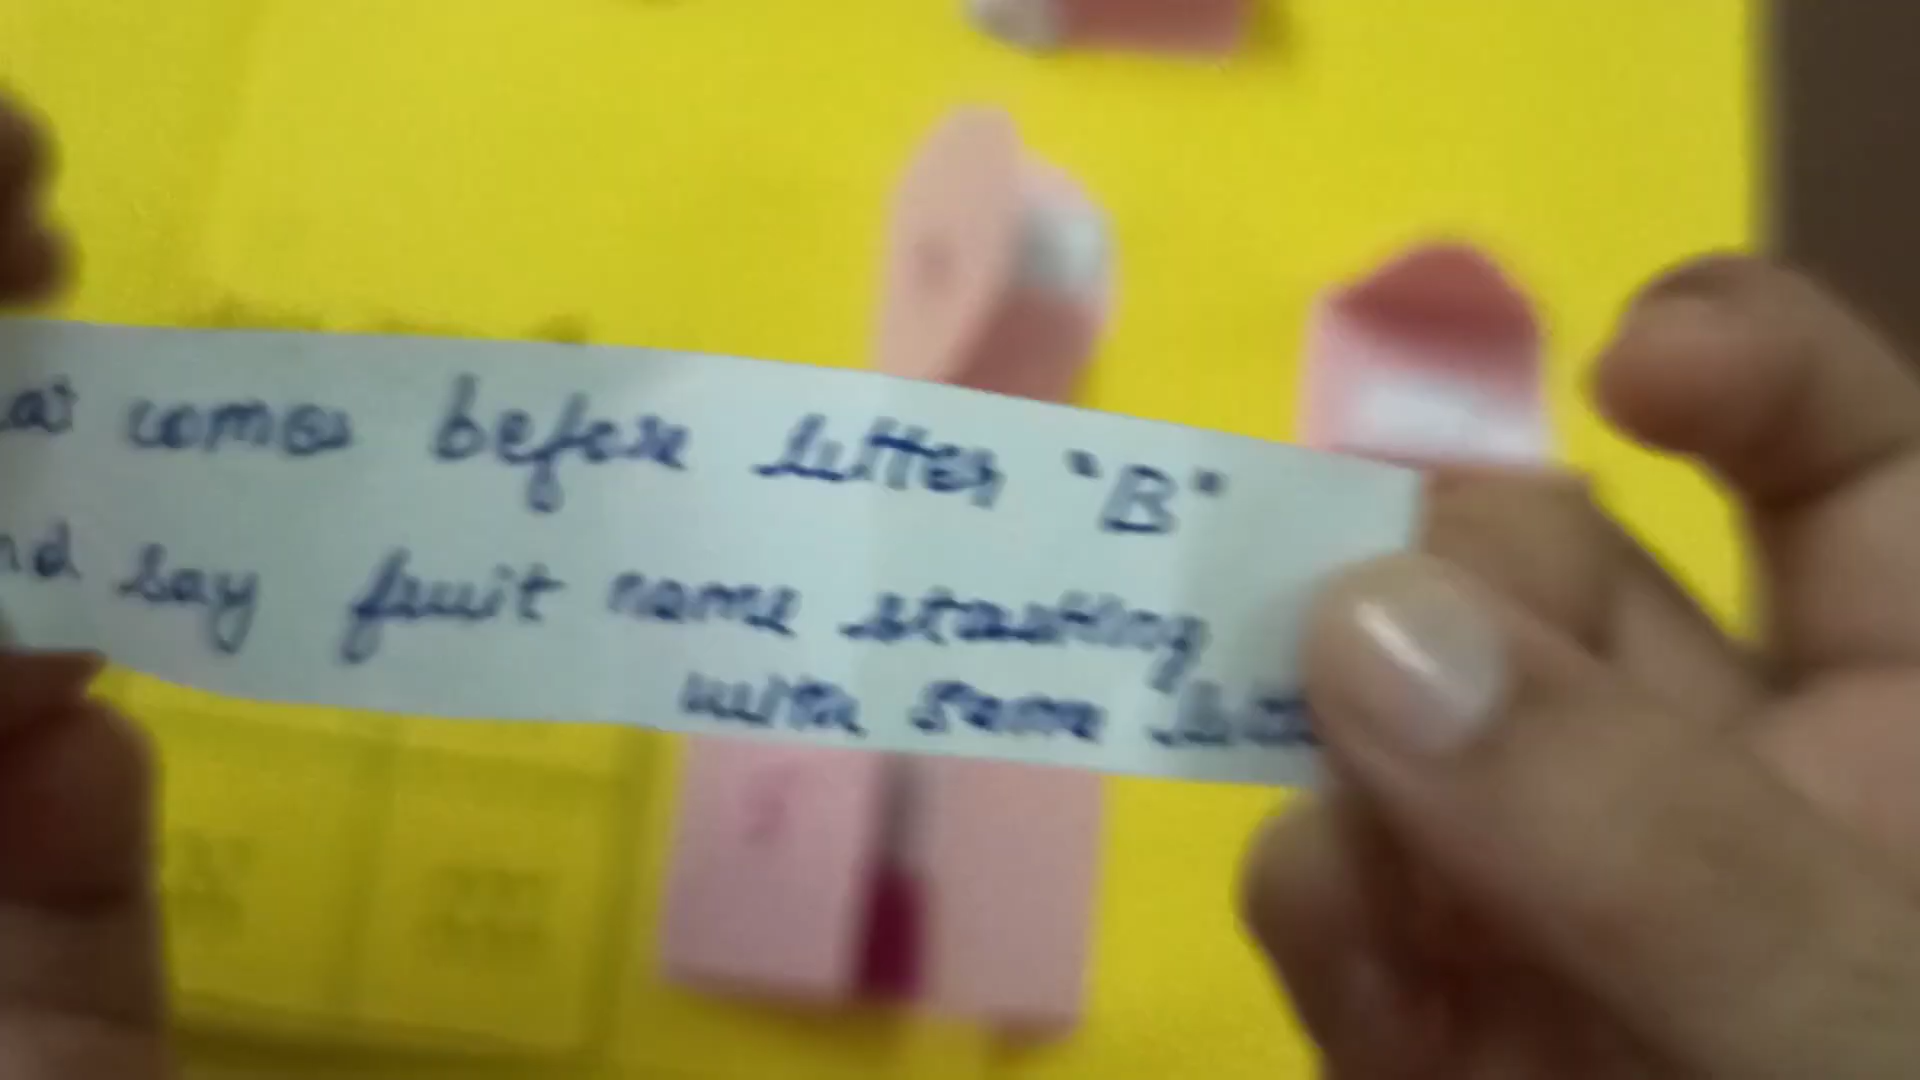 comes before letter "B"
say fruit name starting
with same